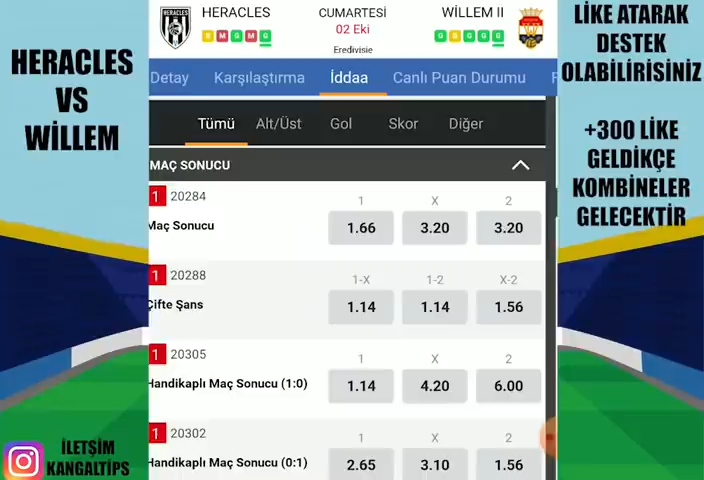 HERACLES
VS
WİLLEM
HERACLES
B M G M G
CUMARTESİ
02 Eki
Eredivisie
WİLLEM II
G B G G G
Detay Karşılaştırma İddaa Canlı Puan Durumu F
Tümü Alt/Üst Gol Skor Diğer
MAÇ SONUCU
1 20284 1 X 2
Maç Sonucu 1.66 3.20 3.20
1 20288 1-X 1-2 X-2
Çifte Şans 1.14 1.14 1.56
1 20305 1 X 2
Handikaplı Maç Sonucu (1:0) 1.14 4.20 6.00
1 20302 1 X 2
Handikaplı Maç Sonucu (0:1) 2.65 3.10 1.56
LİKE ATARAK
DESTEK
OLABİLİRİSİNİZ
+300 LİKE
GELDİKÇE
KOMBİNELER
GELECEKTİR
İLETŞİM
KANGALTİPS